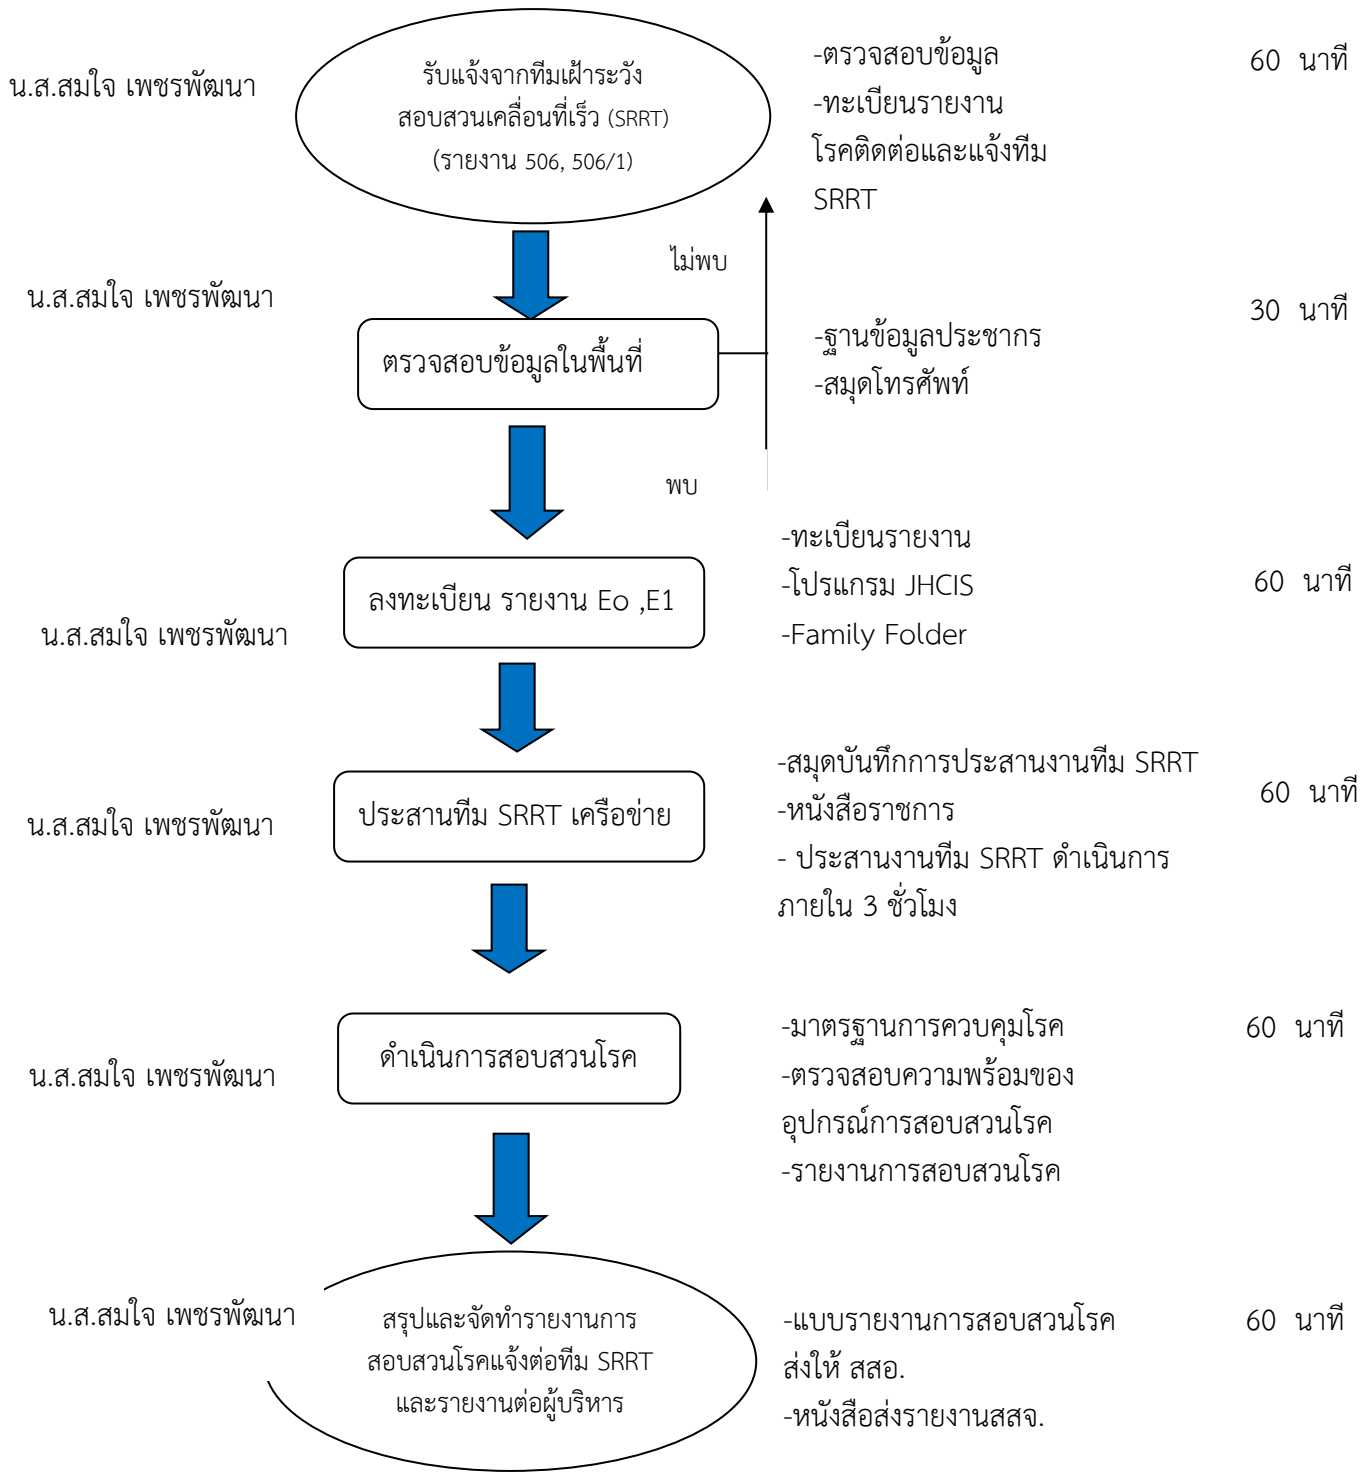 น.ส.สมใจ เพชรพัฒนา
รับแจ้งจากทีมเฝ้าระวัง
สอบสวนเคลื่อนที่เร็ว (SRRT)
(รายงาน 506, 506/1)
-ตรวจสอบข้อมูล
-ทะเบียนรายงาน
โรคติดต่อและแจ้งทีม
SRRT
60 นาที
ไม่พบ
น.ส.สมใจ เพชรพัฒนา
ตรวจสอบข้อมูลในพื้นที่
-ฐานข้อมูลประชากร
-สมุดโทรศัพท์
30 นาที
พบ
น.ส.สมใจ เพชรพัฒนา
ลงทะเบียน รายงาน Eo ,E1
-ทะเบียนรายงาน
-โปรแกรม JHCIS
-Family Folder
60 นาที
น.ส.สมใจ เพชรพัฒนา
ประสานทีม SRRT เครือข่าย
-สมุดบันทึกการประสานงานทีม SRRT
-หนังสือราชการ
- ประสานงานทีม SRRT ดำเนินการ
ภายใน 3 ชั่วโมง
60 นาที
น.ส.สมใจ เพชรพัฒนา
ดำเนินการสอบสวนโรค
-มาตรฐานการควบคุมโรค
-ตรวจสอบความพร้อมของ
อุปกรณ์การสอบสวนโรค
-รายงานการสอบสวนโรค
60 นาที
น.ส.สมใจ เพชรพัฒนา
สรุปและจัดทำรายงานการ
สอบสวนโรคแจ้งต่อทีม SRRT
และรายงานต่อผู้บริหาร
-แบบรายงานการสอบสวนโรค
ส่งให้ สสอ.
-หนังสือส่งรายงานสสจ.
60 นาที